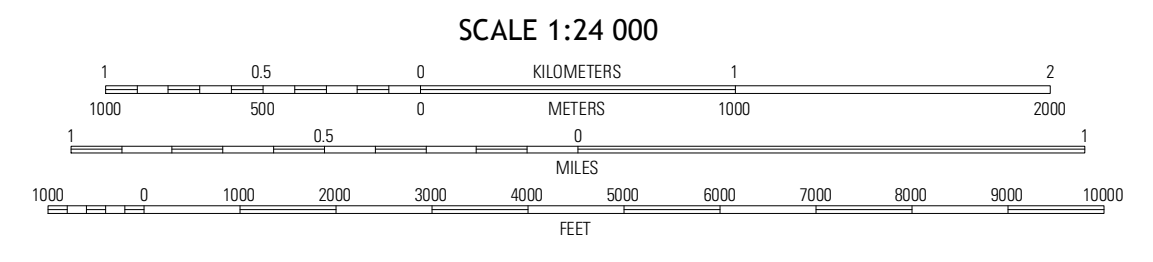 SCALE 1:24 000
1 0.5 0 KILOMETERS 1 2
1000 500 0 METERS 1000 2000
1 0.5 0 1
MILES
1000 0 1000 2000 3000 4000 5000 6000 7000 8000 9000 10000
FEET